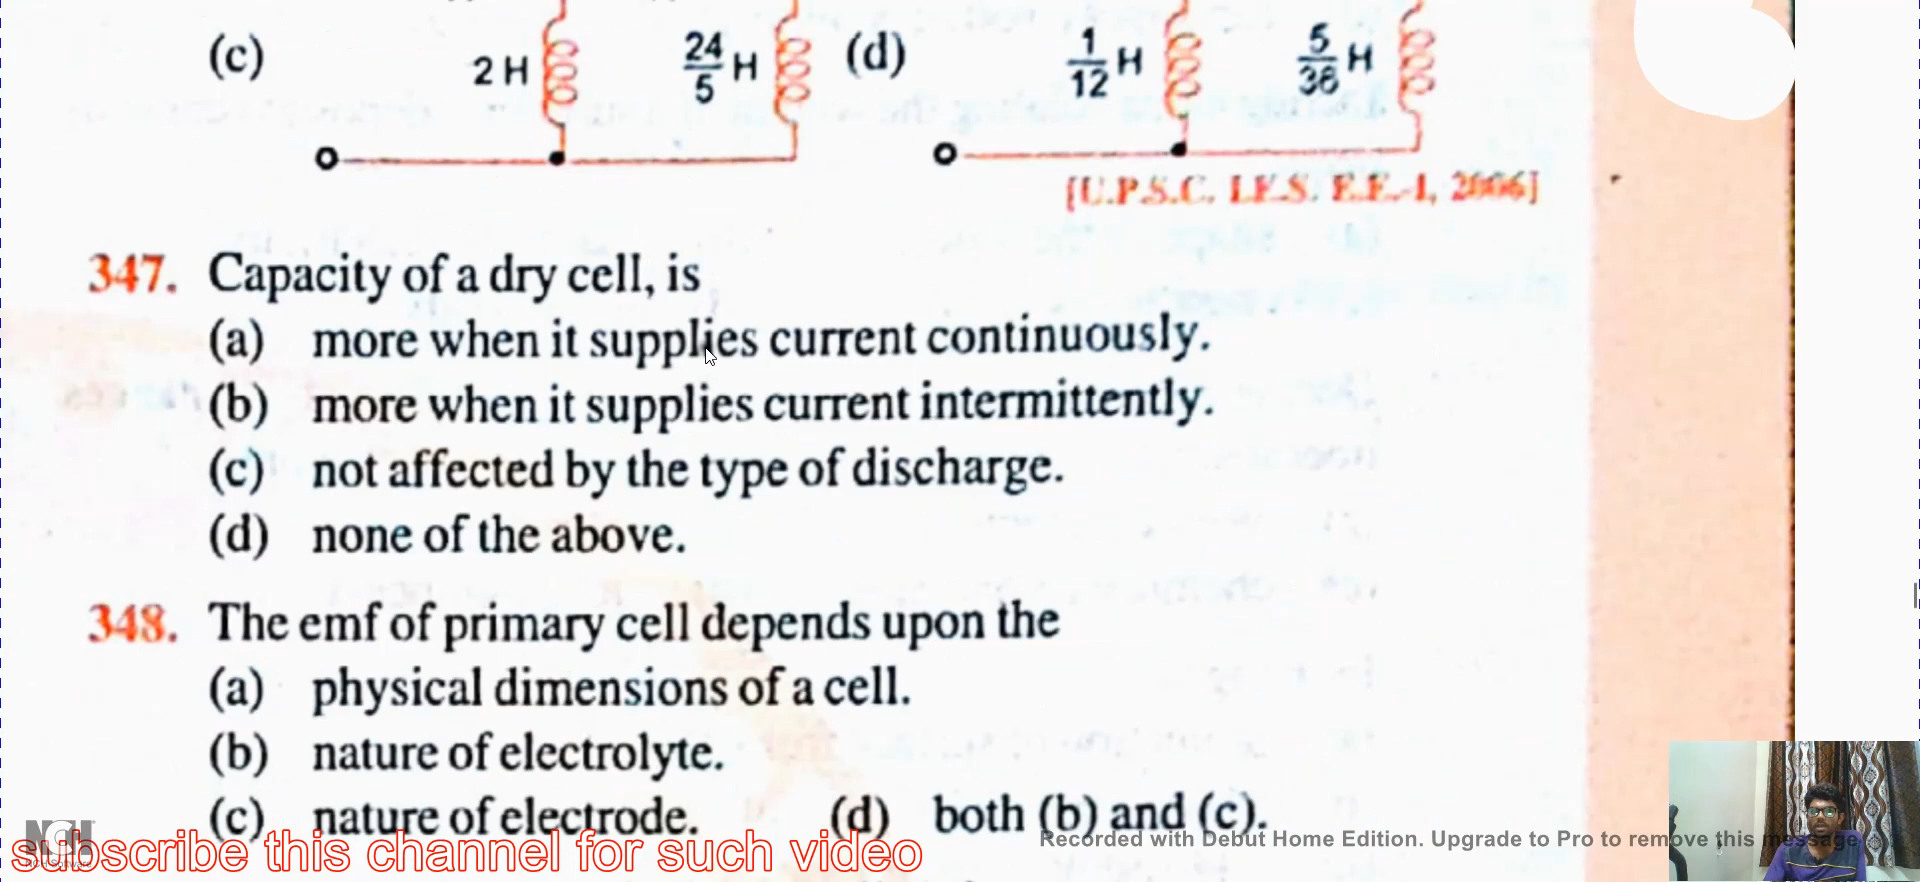 (c) 2 H 24/5 H (d) 1/12 H 5/36 H
[U.P.S.C. I.E.S. E.E.-I, 2006]
347. Capacity of a dry cell, is
(a) more when it supplies current continuously.
(b) more when it supplies current intermittently.
(c) not affected by the type of discharge.
(d) none of the above.
348. The emf of primary cell depends upon the
(a) physical dimensions of a cell.
(b) nature of electrolyte.
(c) nature of electrode. (d) both (b) and (c).
NCH
subscribe this channel for such video
Recorded with Debut Home Edition. Upgrade to Pro to remove this message